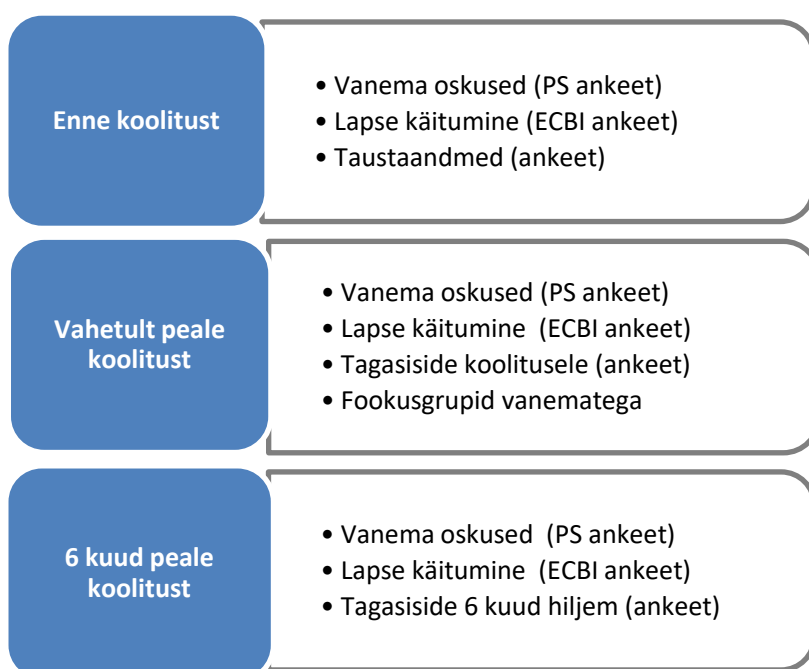 Enne koolitust
• Vanema oskused (PS ankeet)
• Lapse käitumine (ECBI ankeet)
• Taustaandmed (ankeet)
Vahetult peale
koolitust
• Vanema oskused (PS ankeet)
• Lapse käitumine (ECBI ankeet)
• Tagasiside koolitusele (ankeet)
• Fookusgrupid vanematega
6 kuud peale
koolitust
• Vanema oskused (PS ankeet)
• Lapse käitumine (ECBI ankeet)
• Tagasiside 6 kuud hiljem (ankeet)